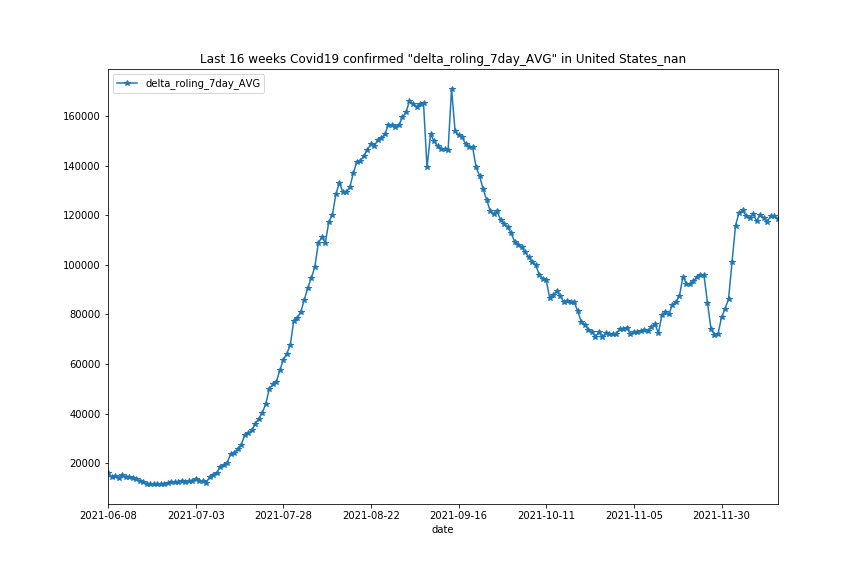 Last 16 weeks Covid19 confirmed "delta_roling_7day_AVG" in United States_nan
delta_roling_7day_AVG
160000
140000
120000
100000
80000
60000
40000
20000
2021-06-08 2021-07-03 2021-07-28 2021-08-22 2021-09-16 2021-10-11 2021-11-05 2021-11-30
date